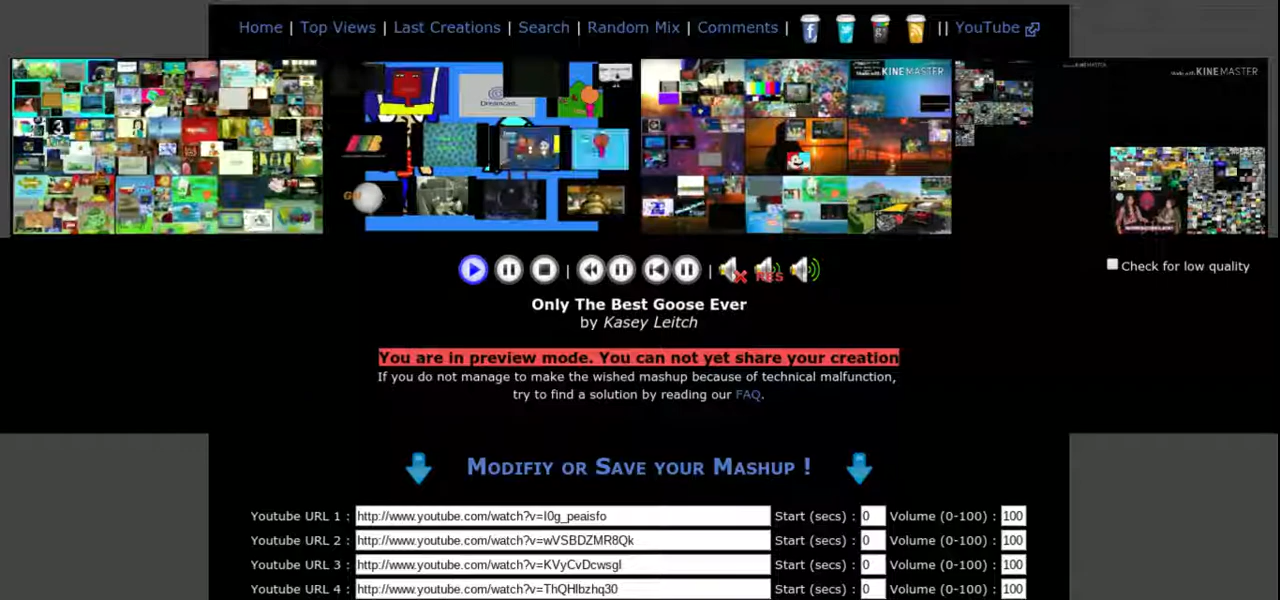 Home | Top Views | Last Creations | Search | Random Mix | Comments | || YouTube
Dreamcast.
Made with KINEMASTER
Made with KINEMASTER
RES
Check for low quality
Only The Best Goose Ever
by Kasey Leitch
You are in preview mode. You can not yet share your creation
If you do not manage to make the wished mashup because of technical malfunction,
try to find a solution by reading our FAQ.
Modifiy or Save your Mashup !
Youtube URL 1 : http://www.youtube.com/watch?v=I0g_peaisfo Start (secs) : 0 Volume (0-100) : 100
Youtube URL 2 : http://www.youtube.com/watch?v=wVSBDZMR8Qk Start (secs) : 0 Volume (0-100) : 100
Youtube URL 3 : http://www.youtube.com/watch?v=KVyCvDcwsgI Start (secs) : 0 Volume (0-100) : 100
Youtube URL 4 : http://www.youtube.com/watch?v=ThQHlbzhq30 Start (secs) : 0 Volume (0-100) : 100